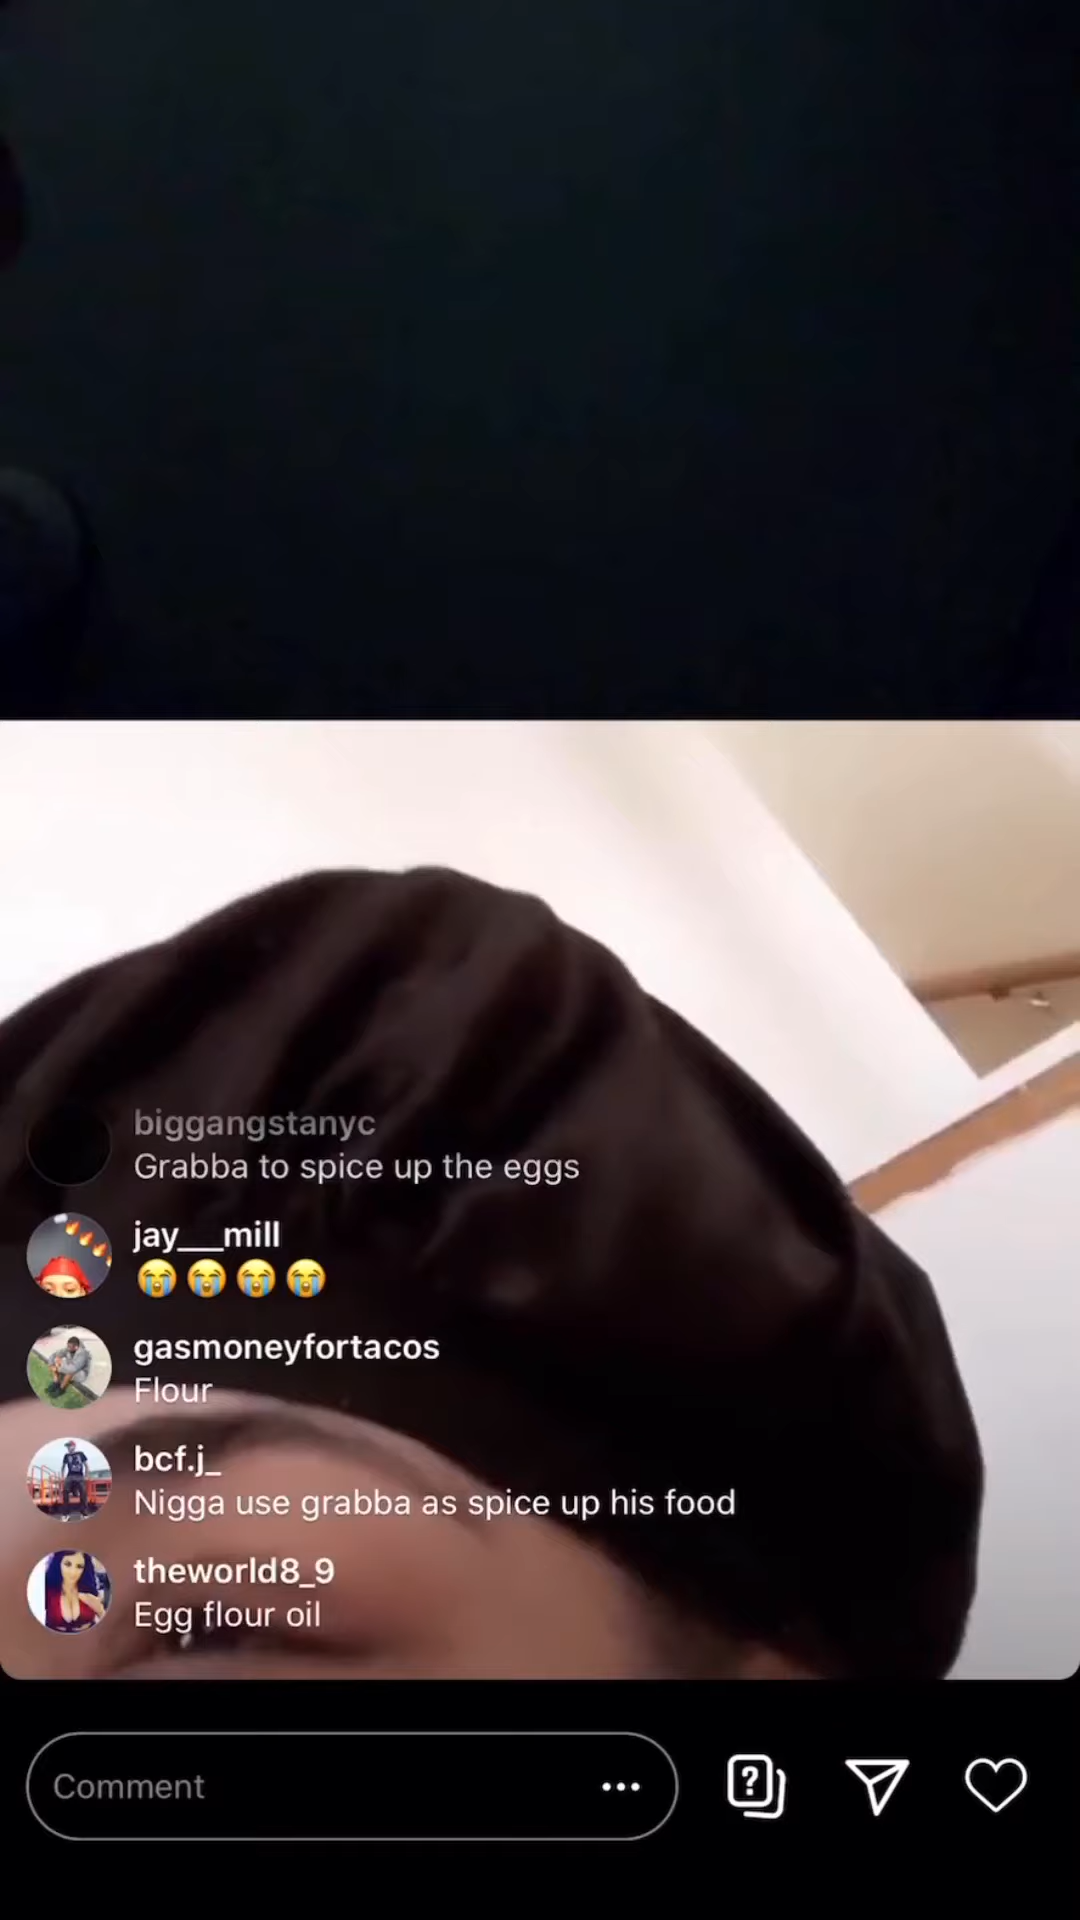 biggangstanyc
Grabba to spice up the eggs
jay___mill
😭😭😭😭
gasmoneyfortacos
Flour
bcf.j_
Nigga use grabba as spice up his food
theworld8_9
Egg flour oil
Comment